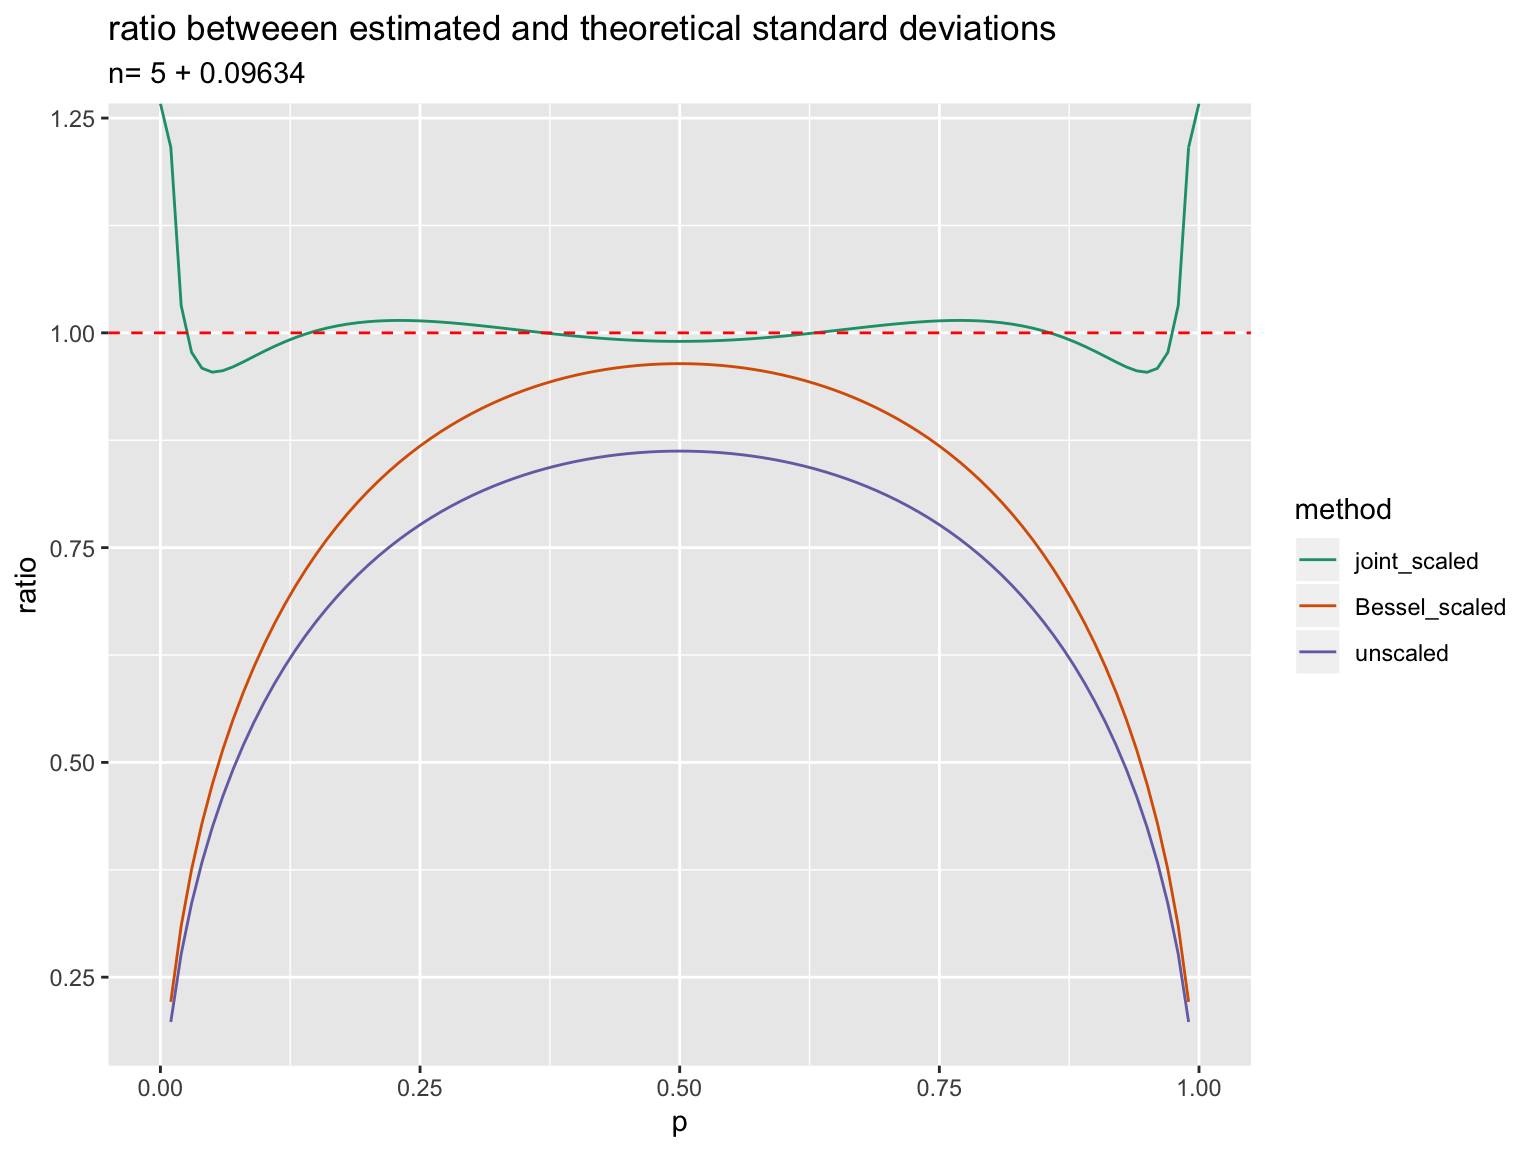 ratio betweeen estimated and theoretical standard deviations
n= 5 + 0.09634
1.25
1.00
0.75
0.50
0.25
ratio
0.00
0.25
0.50
0.75
1.00
p
method
joint_scaled
Bessel_scaled
unscaled